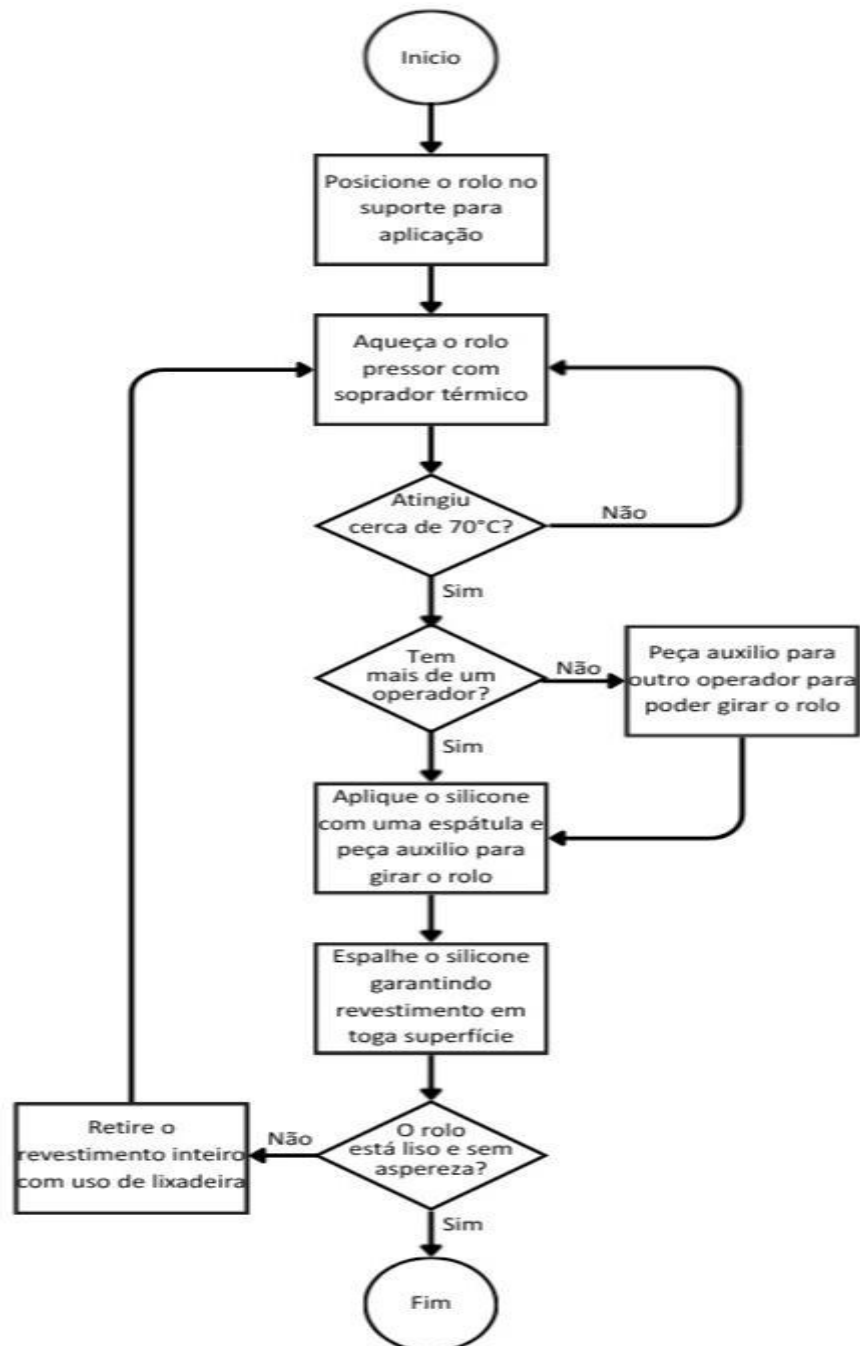 Inicio
Posicione o rolo no
suporte para
aplicação
Aqueça o rolo
pressor com
soprador térmico
Atingiu
cerca de 70°C?
Não
Sim
Tem
mais de um
operador?
Não
Peça auxilio para
outro operador para
poder girar o rolo
Sim
Aplique o silicone
com uma espátula e
peça auxilio para
girar o rolo
Espalhe o silicone
garantindo
revestimento em
toga superfície
O rolo
está liso e sem
aspereza?
Não
Retire o
revestimento inteiro
com uso de lixadeira
Sim
Fim